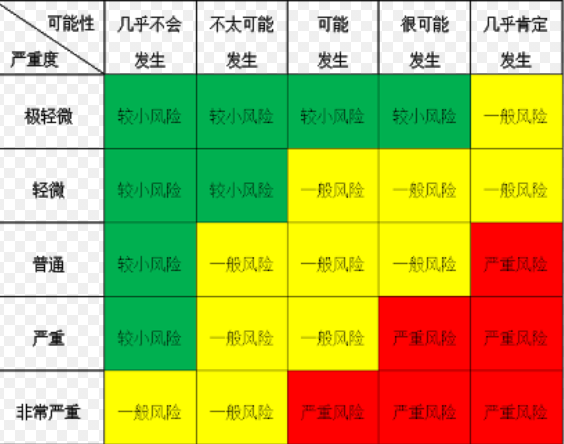 可能性 几乎不会 不太可能 可能 很可能 几乎肯定
严重度 发生 发生 发生 发生 发生
极轻微 较小风险 较小风险 较小风险 较小风险 一般风险
轻微 较小风险 较小风险 一般风险 一般风险 一般风险
普通 较小风险 一般风险 一般风险 一般风险 严重风险
严重 较小风险 一般风险 一般风险 严重风险 严重风险
非常严重 一般风险 一般风险 严重风险 严重风险 严重风险